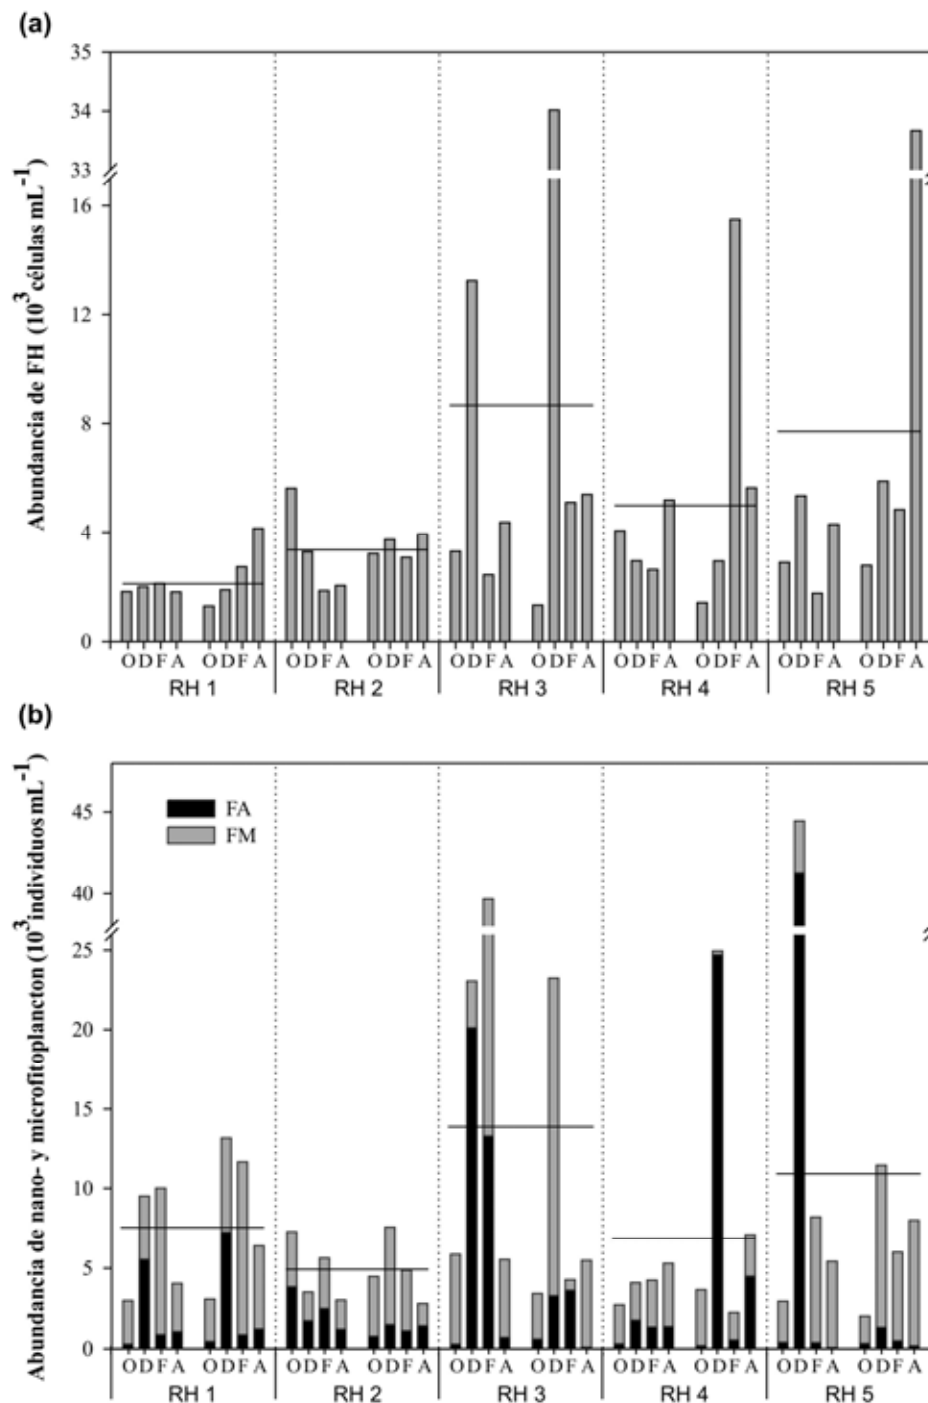 (a)
Abundancia de FH (10³ células mL⁻¹)
35
34
33
16
12
8
4
0
O D F A O D F A O D F A O D F A O D F A O D F A O D F A O D F A O D F A O D F A
RH 1 RH 2 RH 3 RH 4 RH 5
(b)
Abundancia de nano- y microfitoplancton (10³ individuos mL⁻¹)
FA
FM
45
40
25
20
15
10
5
0
O D F A O D F A O D F A O D F A O D F A O D F A O D F A O D F A O D F A O D F A
RH 1 RH 2 RH 3 RH 4 RH 5